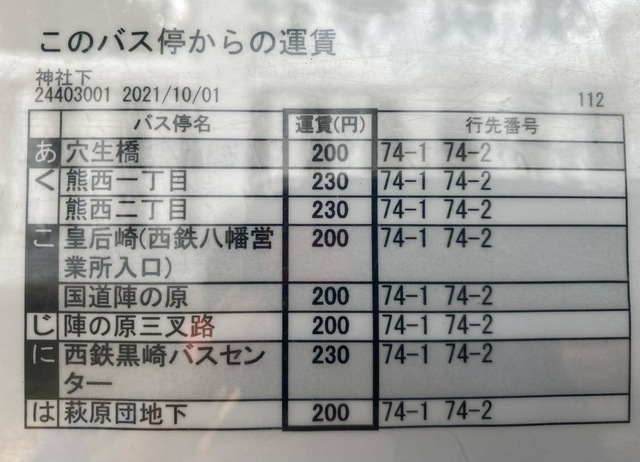 このバス停からの運賃
神社下
24403001 2021/10/01
112
バス停名 運賃(円) 行先番号
あ 穴生橋 200 74-1 74-2
く 熊西一丁目 230 74-1 74-2
熊西二丁目 230 74-1 74-2
こ 皇后崎(西鉄八幡営 200 74-1 74-2
業所入口)
国道陣の原 200 74-1 74-2
じ 陣の原三叉路 200 74-1 74-2
に 西鉄黒崎バスセン 230 74-1 74-2
ター
は 萩原団地下 200 74-1 74-2